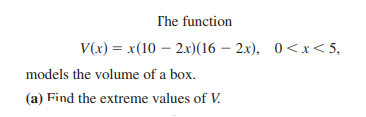 The function
V(x) = x(10 − 2x)(16 − 2x), 0 < x < 5,
models the volume of a box.
(a) Find the extreme values of V.